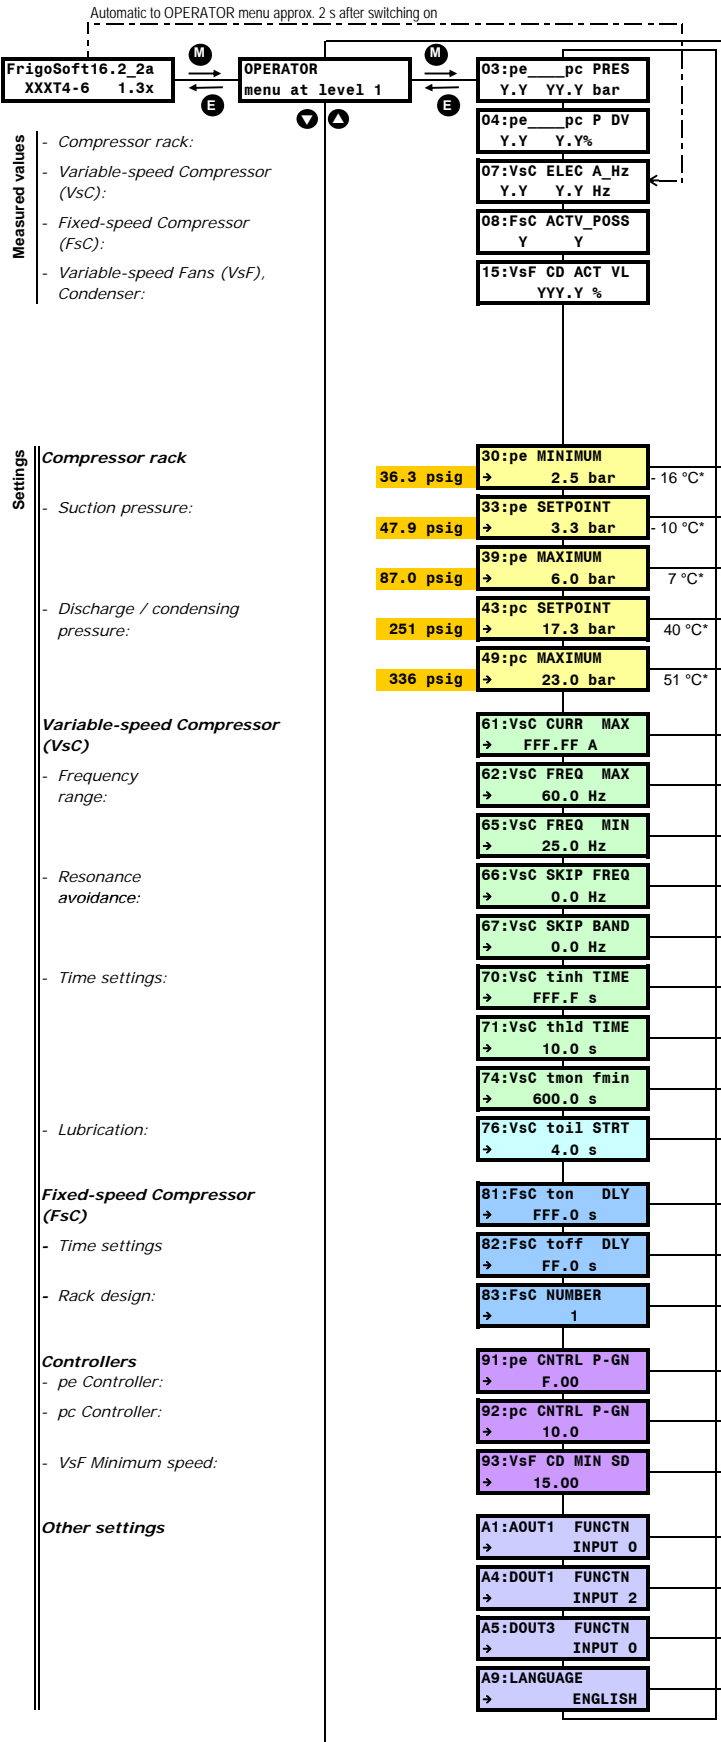 Automatic to OPERATOR menu approx. 2 s after switching on
M
M
FrigoSoft16.2_2a
XXXT4-6 1.3x
OPERATOR
menu at level 1
E
E
03:pe____pc PRES
Y.Y YY.Y bar
04:pe____pc P DV
Y.Y Y.Y%
07:VsC ELEC A_Hz
Y.Y Y.Y Hz
08:FsC ACTV_POSS
Y Y
15:VsF CD ACT VL
YYY.Y %
Measured values
- Compressor rack:
- Variable-speed Compressor
(VsC):
- Fixed-speed Compressor
(FsC):
- Variable-speed Fans (VsF),
Condenser:
Settings
Compressor rack
30:pe MINIMUM
36.3 psig → 2.5 bar - 16 °C*
- Suction pressure:
33:pe SETPOINT
47.9 psig → 3.3 bar - 10 °C*
39:pe MAXIMUM
87.0 psig → 6.0 bar 7 °C*
- Discharge / condensing
pressure:
43:pc SETPOINT
251 psig → 17.3 bar 40 °C*
49:pc MAXIMUM
336 psig → 23.0 bar 51 °C*
Variable-speed Compressor
(VsC)
61:VsC CURR MAX
→ FFF.FF A
- Frequency
range:
62:VsC FREQ MAX
→ 60.0 Hz
65:VsC FREQ MIN
→ 25.0 Hz
- Resonance
avoidance:
66:VsC SKIP FREQ
→ 0.0 Hz
67:VsC SKIP BAND
→ 0.0 Hz
- Time settings:
70:VsC tinh TIME
→ FFF.F s
71:VsC thld TIME
→ 10.0 s
74:VsC tmon fmin
→ 600.0 s
- Lubrication:
76:VsC toil STRT
→ 4.0 s
Fixed-speed Compressor
(FsC)
81:FsC ton DLY
→ FFF.0 s
- Time settings
82:FsC toff DLY
→ FF.0 s
- Rack design:
83:FsC NUMBER
→ 1
Controllers
- pe Controller:
91:pe CNTRL P-GN
→ F.00
- pc Controller:
92:pc CNTRL P-GN
→ 10.0
- VsF Minimum speed:
93:VsF CD MIN SD
→ 15.00
Other settings
A1:AOUT1 FUNCTN
→ INPUT 0
A4:DOUT1 FUNCTN
→ INPUT 2
A5:DOUT3 FUNCTN
→ INPUT 0
A9:LANGUAGE
→ ENGLISH